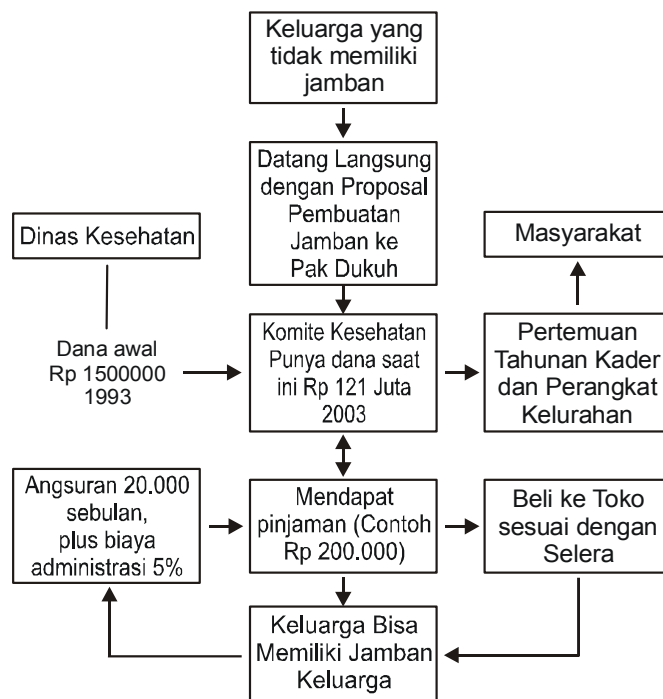 Keluarga yang
tidak memiliki
jamban
Datang Langsung
dengan Proposal
Pembuatan
Jamban ke
Pak Dukuh
Dinas Kesehatan
Masyarakat
Dana awal
Rp 1500000
1993
Komite Kesehatan
Punya dana saat
ini Rp 121 Juta
2003
Pertemuan
Tahunan Kader
dan Perangkat
Kelurahan
Angsuran 20.000
sebulan,
plus biaya
administrasi 5%
Mendapat
pinjaman (Contoh
Rp 200.000)
Beli ke Toko
sesuai dengan
Selera
Keluarga Bisa
Memiliki Jamban
Keluarga